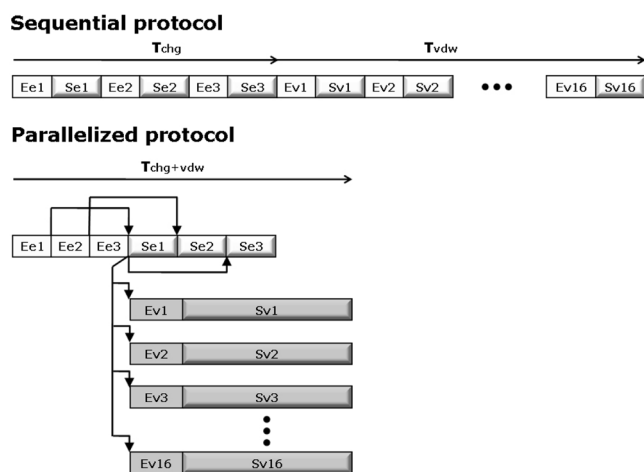 Sequential protocol
Tchg Tvdw
Ee1 Se1 Ee2 Se2 Ee3 Se3 Ev1 Sv1 Ev2 Sv2 ••• Ev16 Sv16
Parallelized protocol
Tchg+vdw
Ee1 Ee2 Ee3 Se1 Se2 Se3
Ev1 Sv1
Ev2 Sv2
Ev3 Sv3
Ev16 Sv16